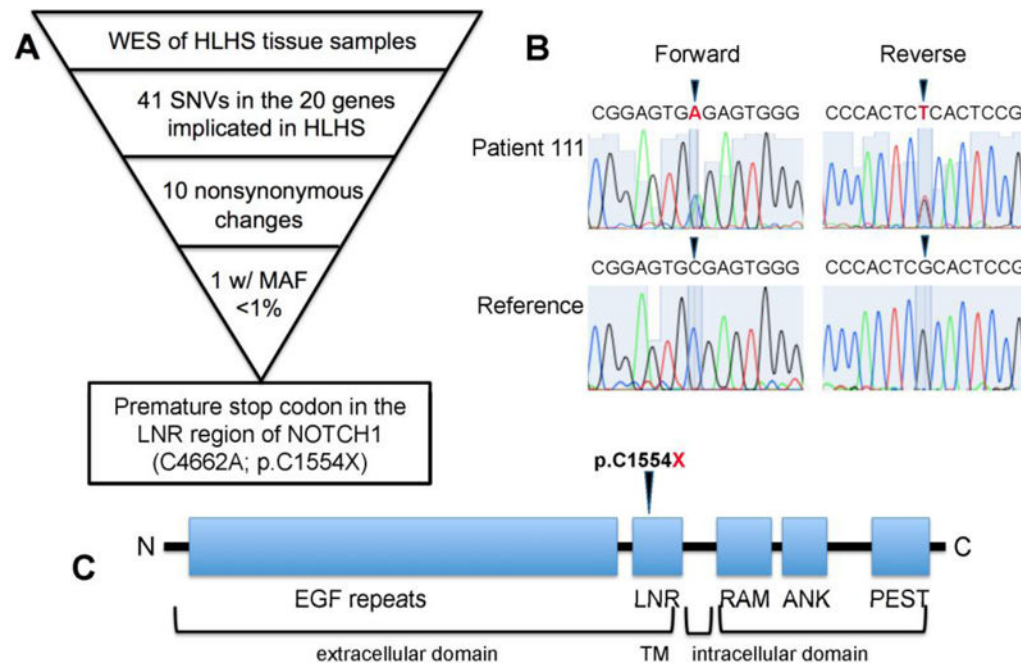 A
WES of HLHS tissue samples
41 SNVs in the 20 genes
implicated in HLHS
10 nonsynonymous
changes
1 w/ MAF
<1%
Premature stop codon in the
LNR region of NOTCH1
(C4662A; p.C1554X)
B
Forward
Reverse
CGGAGTGAGAGTGGG
CCCACTCTCACTCCG
Patient 111
CGGAGTGCGAGTGGG
CCCACTCGCACTCCG
Reference
p.C1554X
N
C
C
EGF repeats
LNR
RAM
ANK
PEST
extracellular domain
TM
intracellular domain